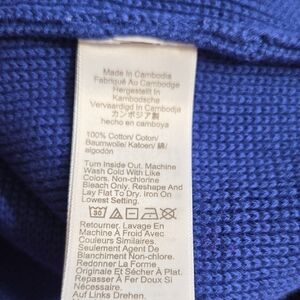 Made In Cambodia
Fabriqué Au Cambodge
Hergestellt In
Kambodscha
Vervaardigd In Cambodja
カンボジア製
hecho en camboya
100% Cotton/ Coton/
Baumwolle/ Katoen/ 綿/
algodón
Turn Inside Out. Machine
Wash Cold With Like
Colors. Non-chlorine
Bleach Only. Reshape And
Lay Flat To Dry. Iron On
Lowest Setting.
30
Retourner. Lavage En
Machine À Froid Avec
Couleurs Similaires.
Seulement Agent De
Blanchiment Non-chlore.
Redonner La Forme
Originale Et Sécher À Plat.
Repasser À Fer Doux
Si Désiré.
Auf Links Drehen.